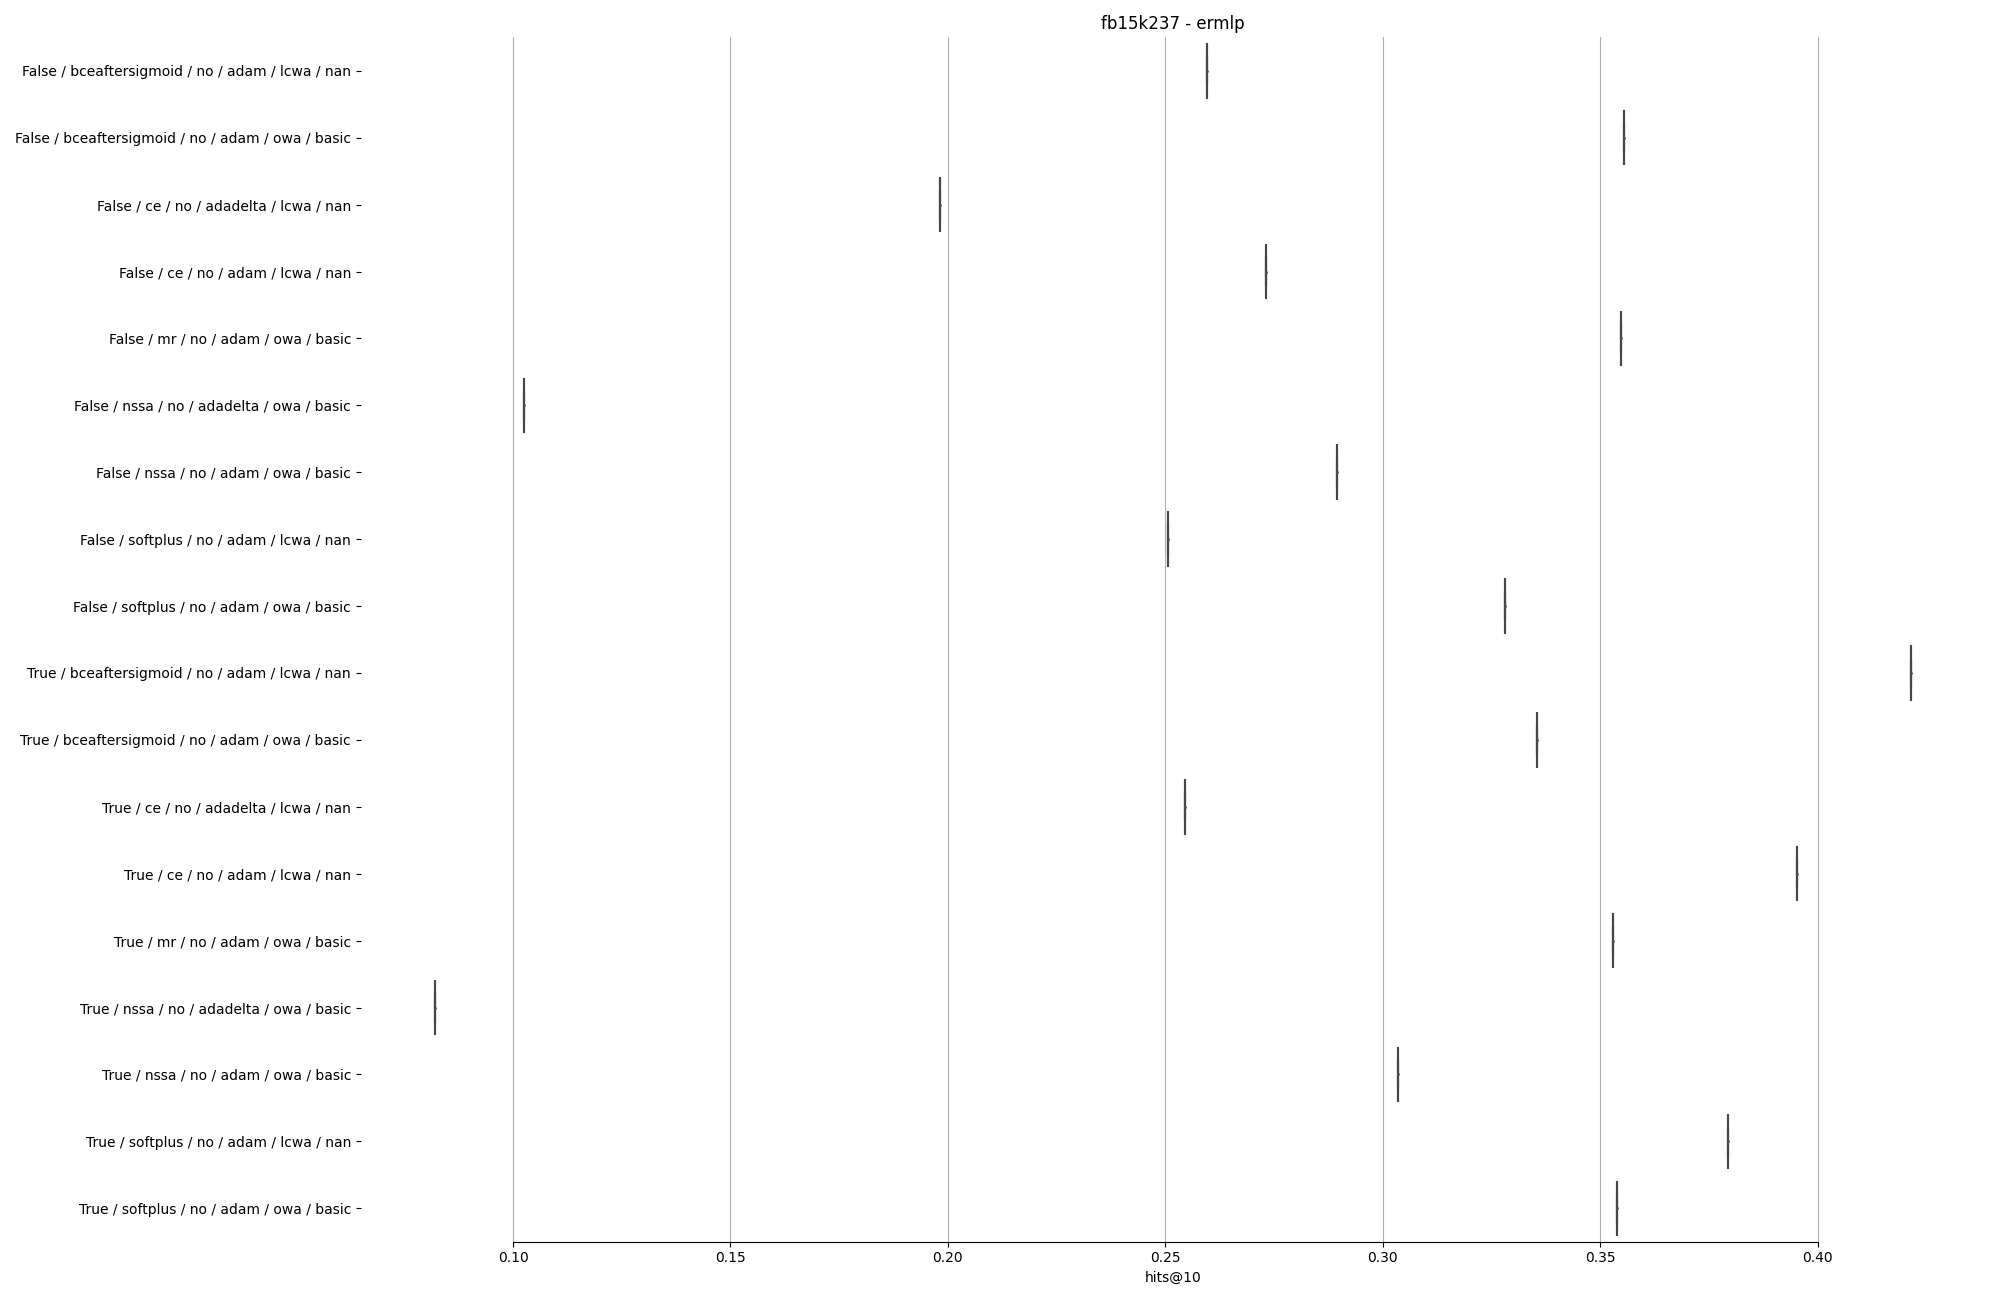 fb15k237 - ermlp
False / bceaftersigmoid / no / adam / lcwa / nan
False / bceaftersigmoid / no / adam / owa / basic
False / ce / no / adadelta / lcwa / nan
False / ce / no / adam / lcwa / nan
False / mr / no / adam / owa / basic
False / nssa / no / adadelta / owa / basic
False / nssa / no / adam / owa / basic
False / softplus / no / adam / lcwa / nan
False / softplus / no / adam / owa / basic
True / bceaftersigmoid / no / adam / lcwa / nan
True / bceaftersigmoid / no / adam / owa / basic
True / ce / no / adadelta / lcwa / nan
True / ce / no / adam / lcwa / nan
True / mr / no / adam / owa / basic
True / nssa / no / adadelta / owa / basic
True / nssa / no / adam / owa / basic
True / softplus / no / adam / lcwa / nan
True / softplus / no / adam / owa / basic
0.10 0.15 0.20 0.25 0.30 0.35 0.40
hits@10